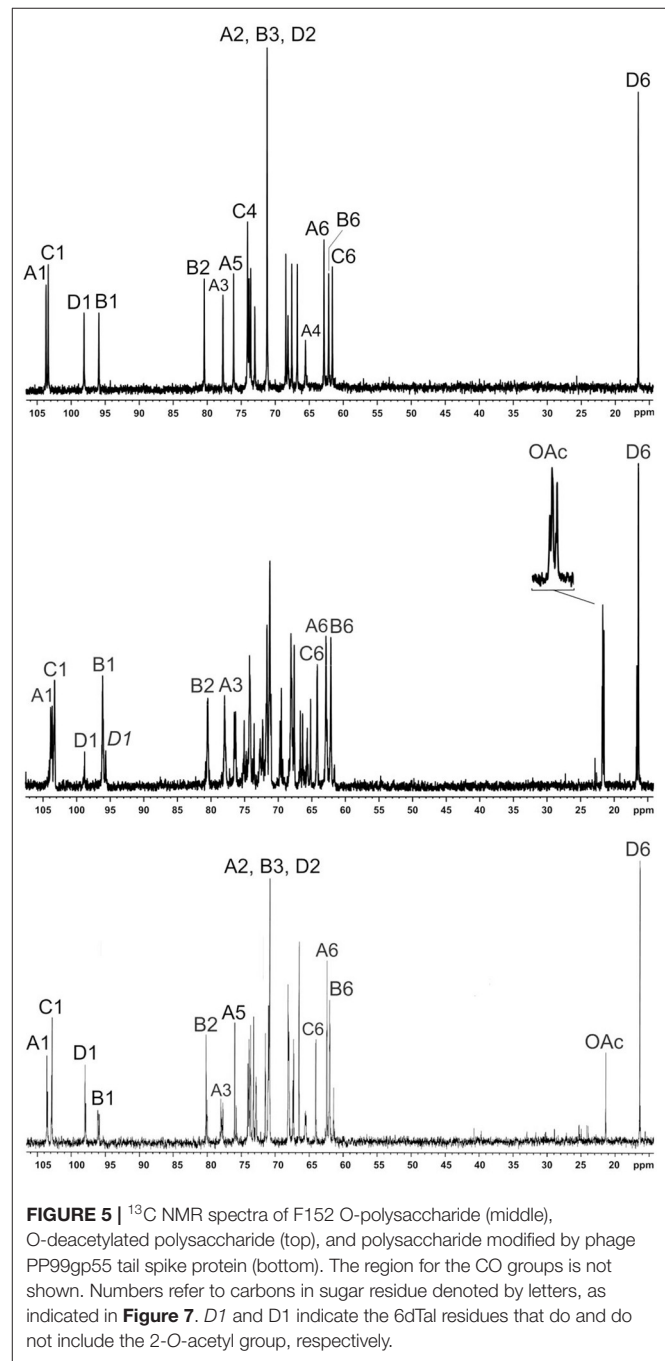 A2, B3, D2
D6
C1
C4
A1
A6
B6
C6
B2
A5
A3
D1
B1
A4
105 100 95 90 85 80 75 70 65 60 55 50 45 40 35 30 25 20 ppm
OAc
D6
C1
B1
A6 B6
A1
B2 A3
C6
D1
D1
105 100 95 90 85 80 75 70 65 60 55 50 45 40 35 30 25 20 ppm
A2, B3, D2
D6
A6
C1
B6
A1
D1
B2
A5
C6
OAc
B1
A3
105 100 95 90 85 80 75 70 65 60 55 50 45 40 35 30 25 20 ppm
FIGURE 5 | 13C NMR spectra of F152 O-polysaccharide (middle),
O-deacetylated polysaccharide (top), and polysaccharide modified by phage
PP99gp55 tail spike protein (bottom). The region for the CO groups is not
shown. Numbers refer to carbons in sugar residue denoted by letters, as
indicated in Figure 7. D1 and D1 indicate the 6dTal residues that do and do
not include the 2-O-acetyl group, respectively.